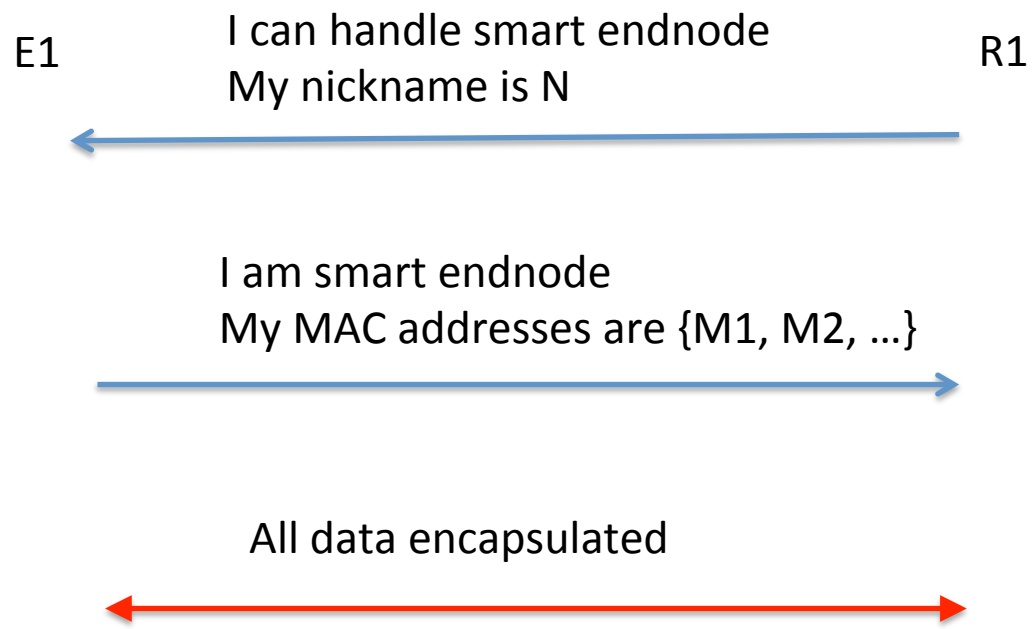 E1
I can handle smart endnode
R1
My nickname is N
I am smart endnode
My MAC addresses are {M1, M2, …}
All data encapsulated